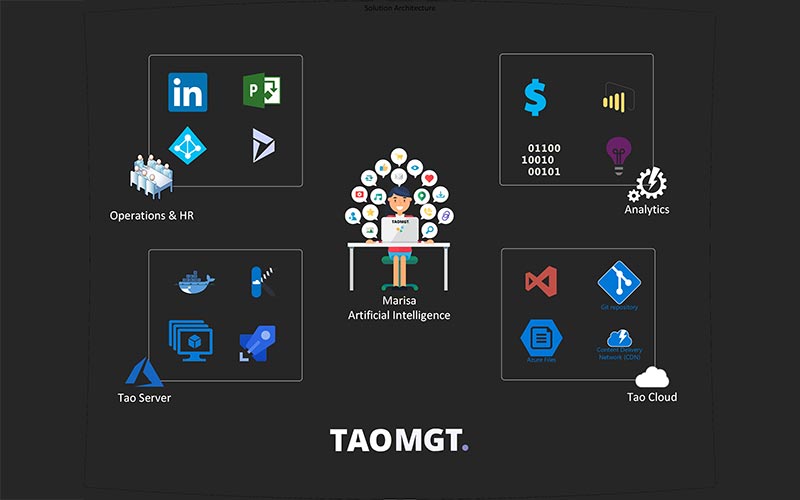 Solution Architecture
in
P
01100
10010
00101
Operations & HR
Analytics
TAOMGT.
Marisa
Artificial Intelligence
Git repository
Azure Files
Content Delivery
Network (CDN)
Tao Server
Tao Cloud
TAOMGT.